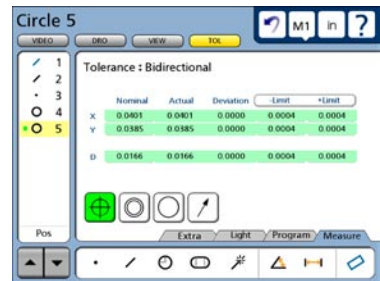 Circle 5
M1 in ?
VIDEO DRO VIEW TOL
1
2
3
4
5
Tolerance : Bidirectional
Nominal Actual Deviation -Limit +Limit
X 0.0401 0.0401 0.0000 0.0004 0.0004
Y 0.0385 0.0385 0.0000 0.0004 0.0004
D 0.0166 0.0166 0.0000 0.0004 0.0004
Pos
Extra Light Program Measure